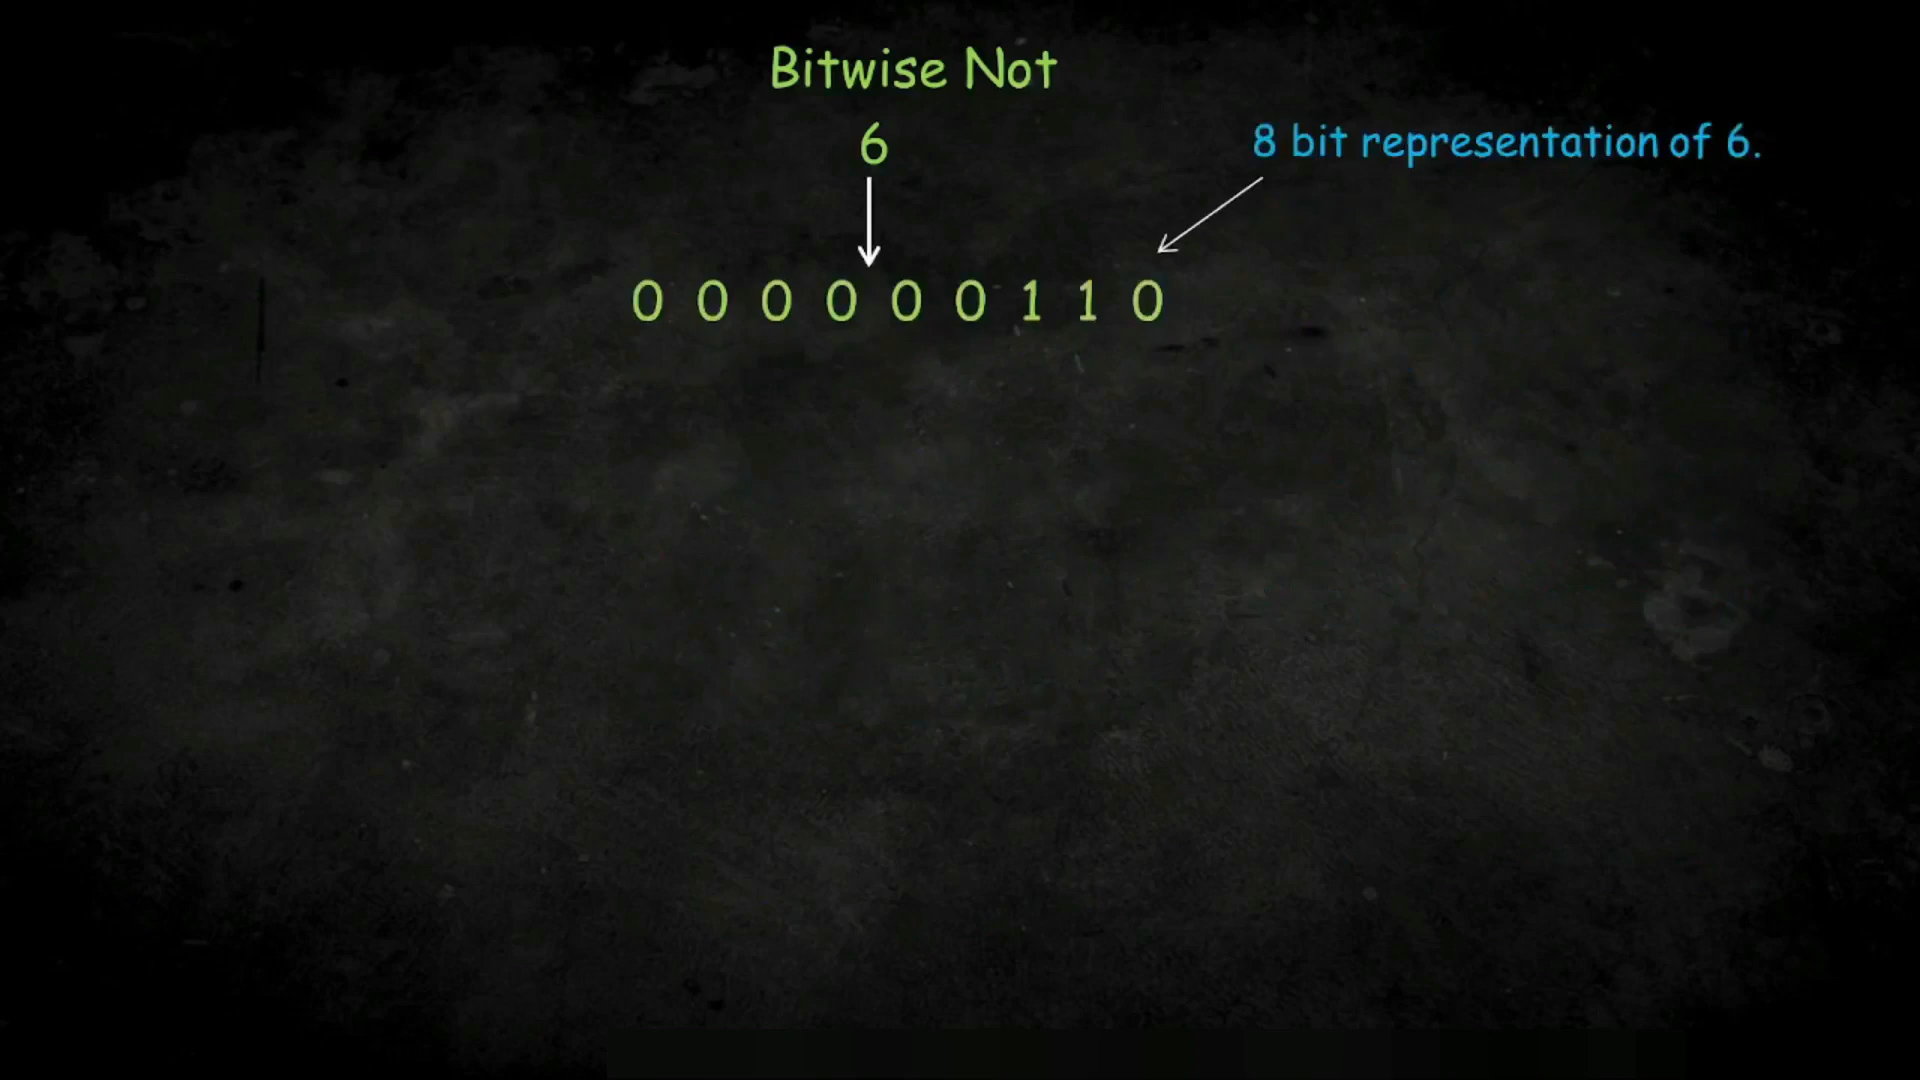 Bitwise Not
6
8 bit representation of 6.
0 0 0 0 0 0 1 1 0